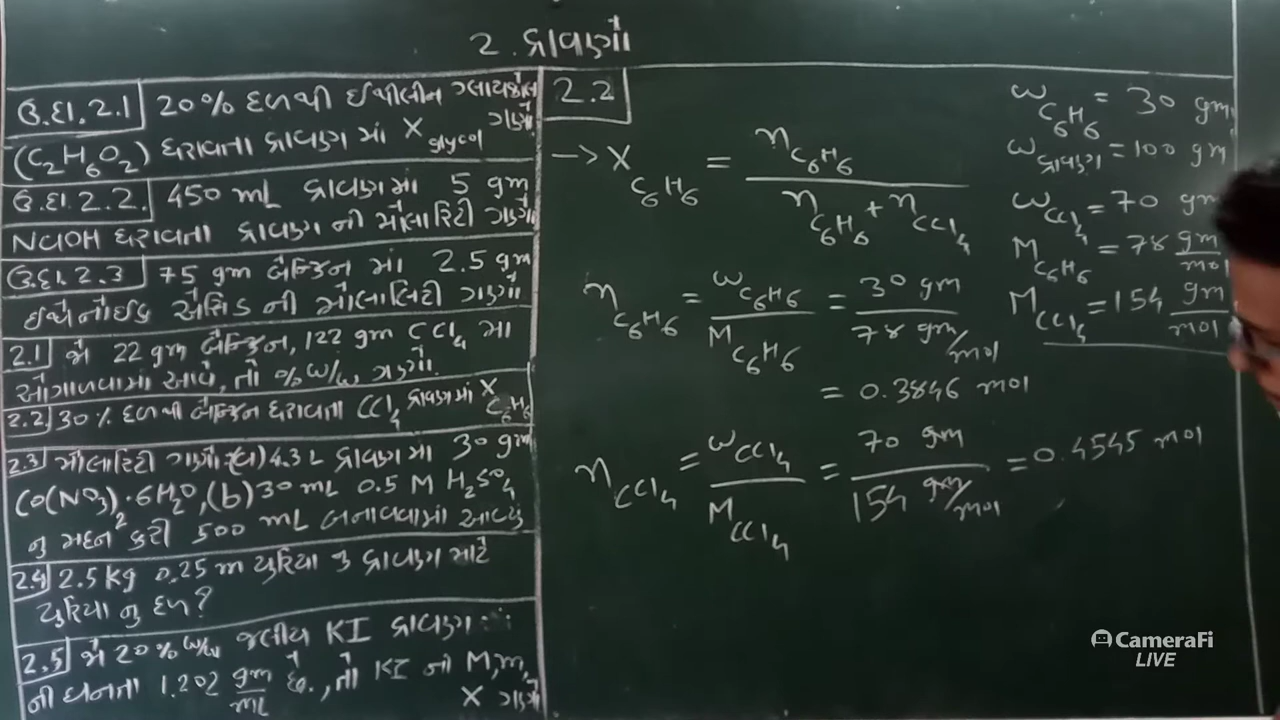 2. દ્રાવણો
ઉ.દા.2.1 20% દળથી ઈથીલીન ગ્લાયકોલ
(C₂H₆O₂) ધરાવતા દ્રાવણ માં X glycol ગણો
ઉ.દા.2.2. 450 mL દ્રાવણમાં 5 gm
NaOH ધરાવતા દ્રાવણ ની મોલારિટી ગણો
ઉ.દા.2.3 75 gm બેન્ઝિન માં 2.5 gm
ઈથેનોઈક એસિડ ની મોલાલિટી ગણો
2.1 જો 22 gm બેન્ઝિન, 122 gm CCl₄ મા
ઓગાળવામાં આવે, તો % w/w ગણો.
2.2 30% દળથી બેન્ઝિન ધરાવતા CCl₄ દ્રાવણમાં X C₆H₆
2.3 મોલારિટી ગણો (a) 4.3 L દ્રાવણ મા 30 gm
CO(NO₃)₂·6H₂O, (b) 30 mL 0.5 M H₂SO₄
નુ મંદન કરી 500 mL બનાવવામાં આવ્યુ
2.4 2.5 kg 0.25 m યુરિયા ના દ્રાવણ માટે
યુરિયા નુ દળ?
2.5 જો 20% w/w જલીય KI દ્રાવણ
ની ઘનતા 1.202 gm/mL છે., તો KI ની M, m,
X ગણો
2.2
→ X C₆H₆ = n C₆H₆ / n C₆H₆ + n CCl₄
n C₆H₆ = w C₆H₆ / M C₆H₆ = 30 gm / 78 gm/mol
= 0.3846 mol
n CCl₄ = w CCl₄ / M CCl₄ = 70 gm / 154 gm/mol = 0.4545 mol
w C₆H₆ = 30 gm
w દ્રાવણ = 100 gm
w CCl₄ = 70 gm
M C₆H₆ = 78 gm/mol
M CCl₄ = 154 gm/mol
CameraFi
LIVE